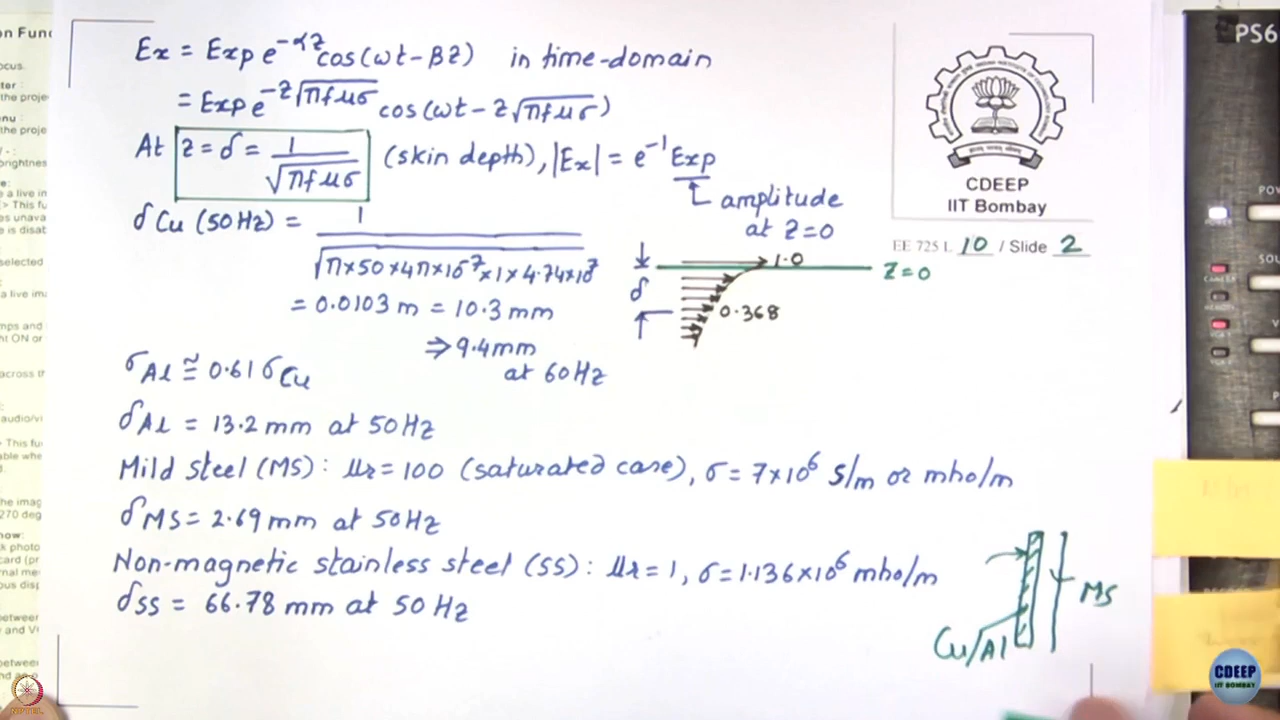 Ex = Exp e^{-αz} cos(ωt - βz) in time-domain
= Exp e^{-z√(πfμσ)} cos(ωt - z√(πfμσ))
At z = δ = 1/√(πfμσ) (skin depth), |Ex| = e^{-1} Exp
amplitude
at z=0
δCu (50Hz) = 1/√(π×50×4π×10^{-7}×1×4.74×10^7)
= 0.0103 m = 10.3 mm
⇒ 9.4mm
at 60Hz
1.0
z=0
δ
0.368
σAl ≅ 0.61 σCu
δAl = 13.2 mm at 50Hz
Mild steel (MS): μr = 100 (saturated case), σ = 7×10^6 S/m or mho/m
δMS = 2.69 mm at 50Hz
Non-magnetic stainless steel (SS): μr = 1, σ = 1.136×10^6 mho/m
δSS = 66.78 mm at 50 Hz
MS
Cu/Al
CDEEP
IIT Bombay
EE 725 L 10 / Slide 2
PS6
CDEEP
IIT BOMBAY
NPTEL